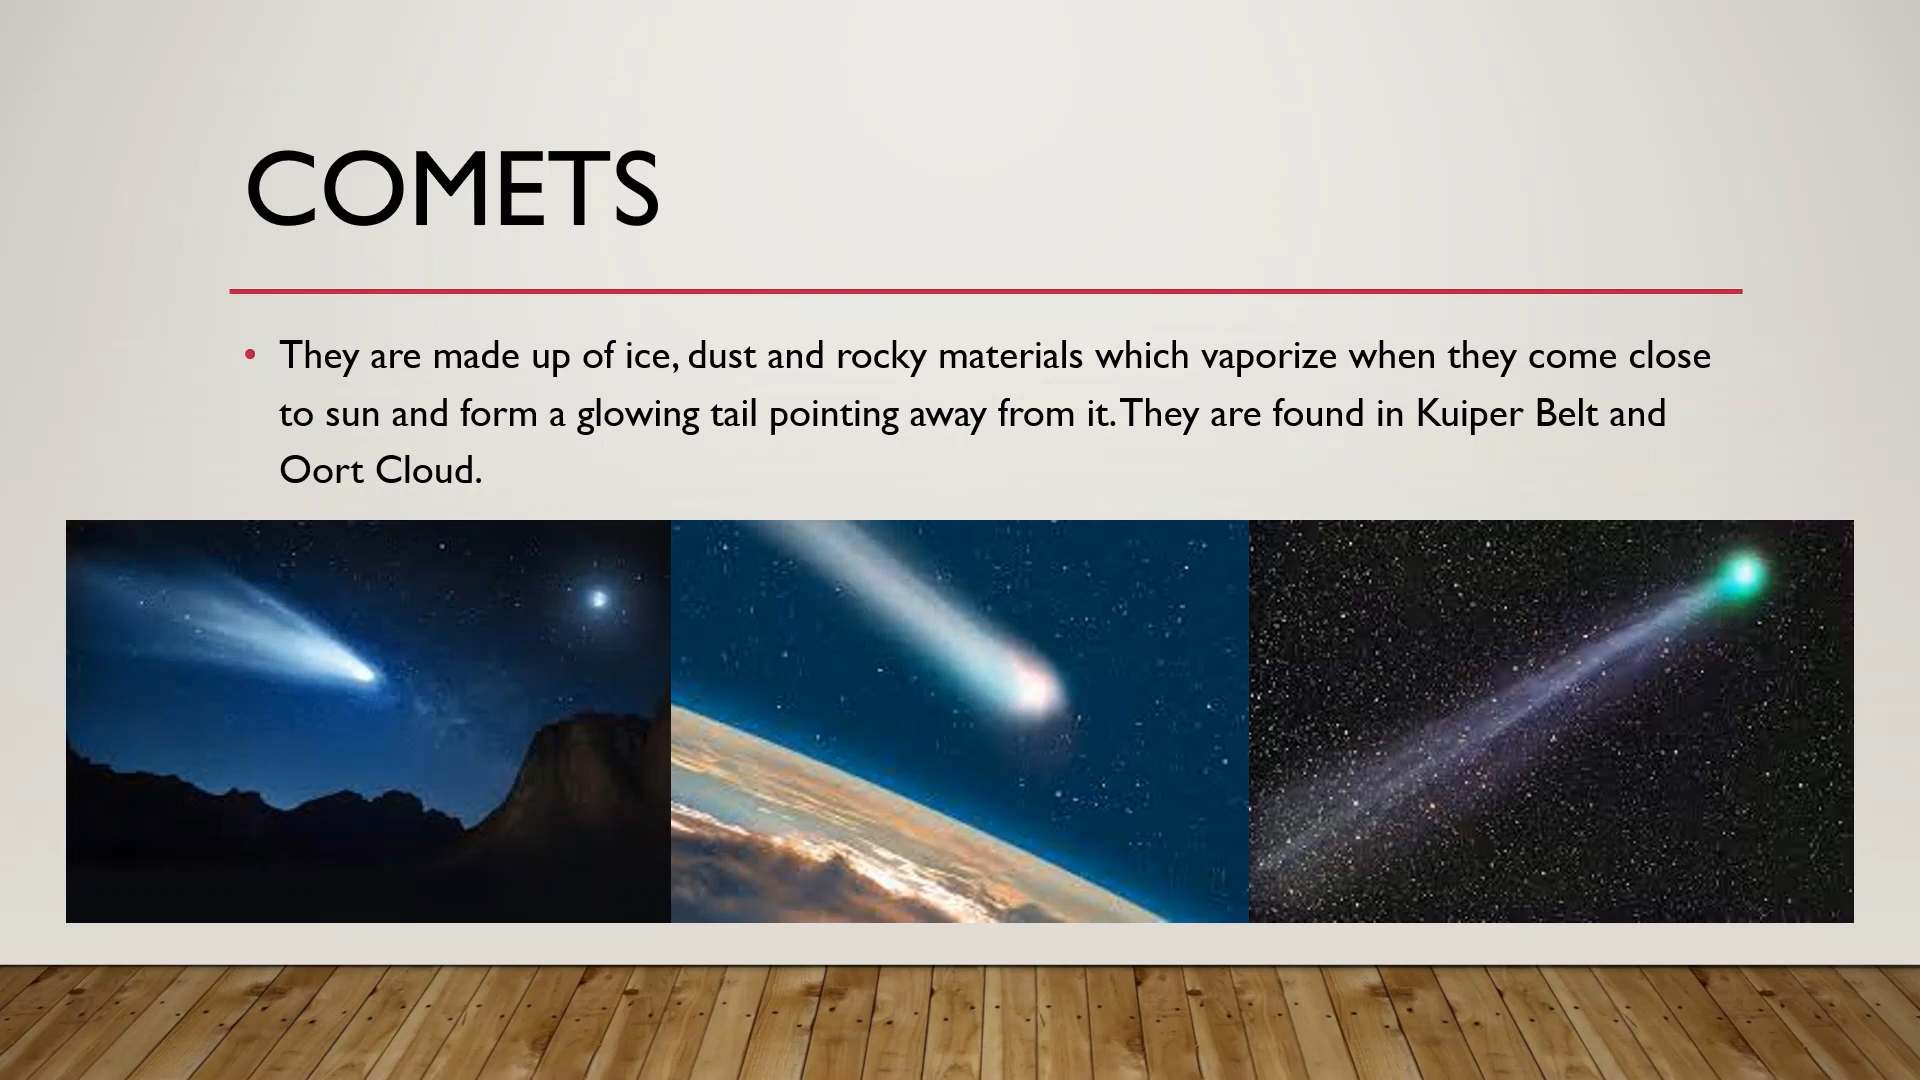 COMETS
• They are made up of ice, dust and rocky materials which vaporize when they come close
to sun and form a glowing tail pointing away from it. They are found in Kuiper Belt and
Oort Cloud.